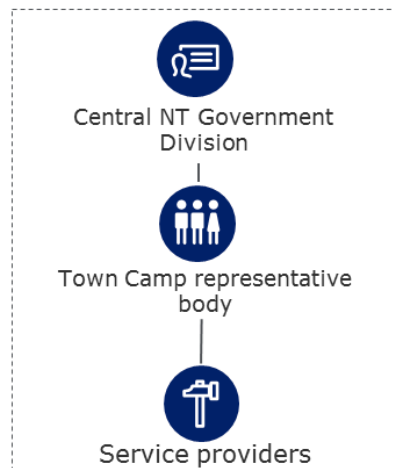 Central NT Government
Division
Town Camp representative
body
Service providers